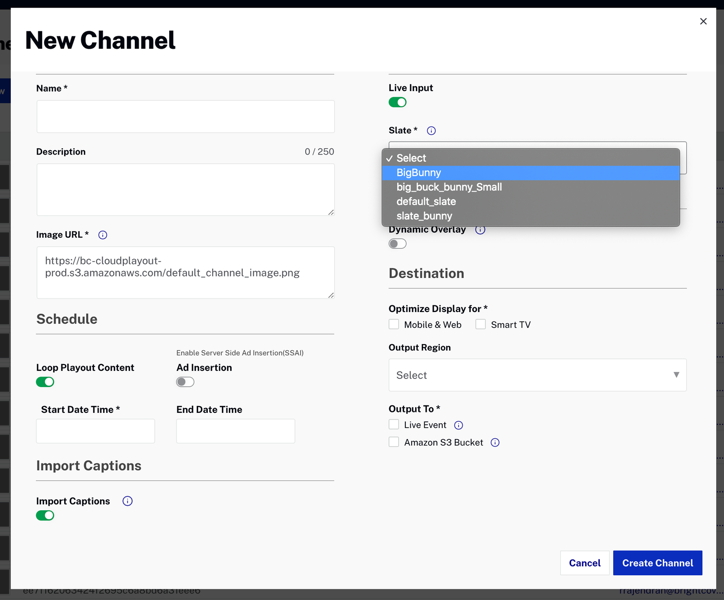 New Channel
Name *
Description 0 / 250
Image URL *
https://bc-cloudplayout-
prod.s3.amazonaws.com/default_channel_image.png
Schedule
Enable Server Side Ad Insertion(SSAI)
Loop Playout Content Ad Insertion
Start Date Time * End Date Time
Import Captions
Import Captions
Live Input
Slate *
✓ Select
BigBunny
big_buck_bunny_Small
default_slate
slate_bunny
Dynamic Overlay
Destination
Optimize Display for *
Mobile & Web Smart TV
Output Region
Select
Output To *
Live Event
Amazon S3 Bucket
Cancel Create Channel